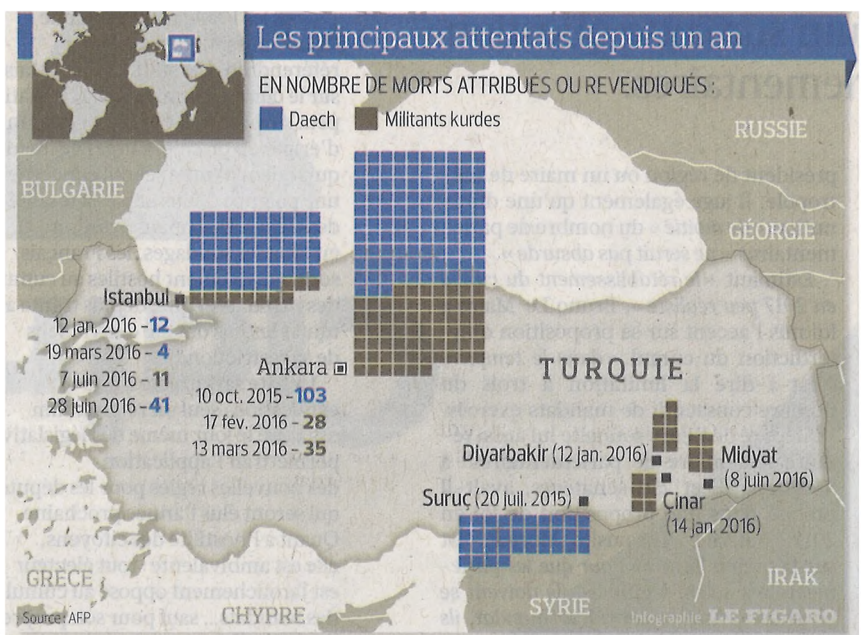 Les principaux attentats depuis un an
EN NOMBRE DE MORTS ATTRIBUÉS OU REVENDIQUÉS :
Daech
Militants kurdes
RUSSIE
BULGARIE
GÉORGIE
Istanbul
12 jan. 2016 - 12
19 mars 2016 - 4
7 juin 2016 - 11
28 juin 2016 - 41
Ankara
10 oct. 2015 - 103
17 fév. 2016 - 28
13 mars 2016 - 35
TURQUIE
Diyarbakir (12 jan. 2016)
Midyat
(8 juin 2016)
Suruç (20 juil. 2015)
Çinar
(14 jan. 2016)
GRÈCE
IRAK
CHYPRE
SYRIE
Source : AFP
Infographie LE FIGARO